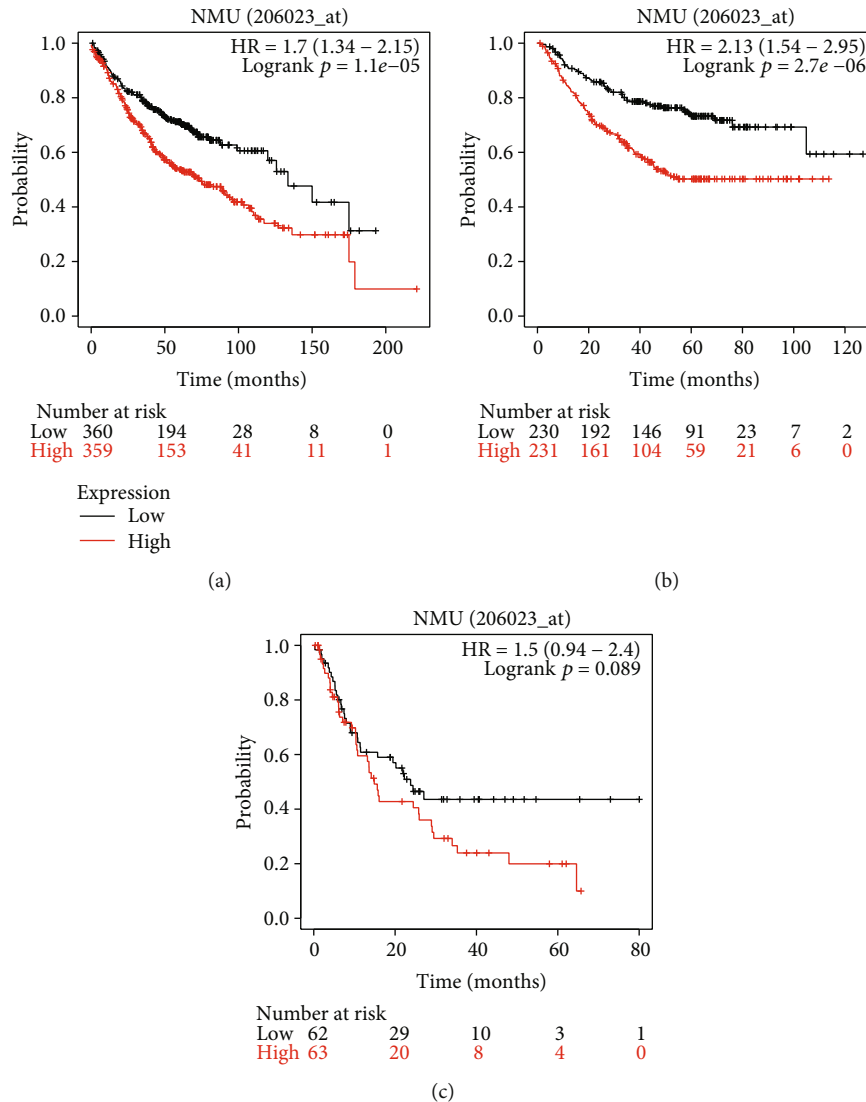 NMU (206023_at)
HR = 1.7 (1.34 − 2.15)
Logrank p = 1.1e−05
1.0
0.8
0.6
0.4
0.2
0.0
Probability
0 50 100 150 200
Time (months)
Number at risk
Low 360 194 28 8 0
High 359 153 41 11 1
Expression
Low
High
(a)
NMU (206023_at)
HR = 2.13 (1.54 − 2.95)
Logrank p = 2.7e −06
1.0
0.8
0.6
0.4
0.2
0.0
Probability
0 20 40 60 80 100 120
Time (months)
Number at risk
Low 230 192 146 91 23 7 2
High 231 161 104 59 21 6 0
(b)
NMU (206023_at)
HR = 1.5 (0.94 − 2.4)
Logrank p = 0.089
1.0
0.8
0.6
0.4
0.2
0.0
Probability
0 20 40 60 80
Time (months)
Number at risk
Low 62 29 10 3 1
High 63 20 8 4 0
(c)